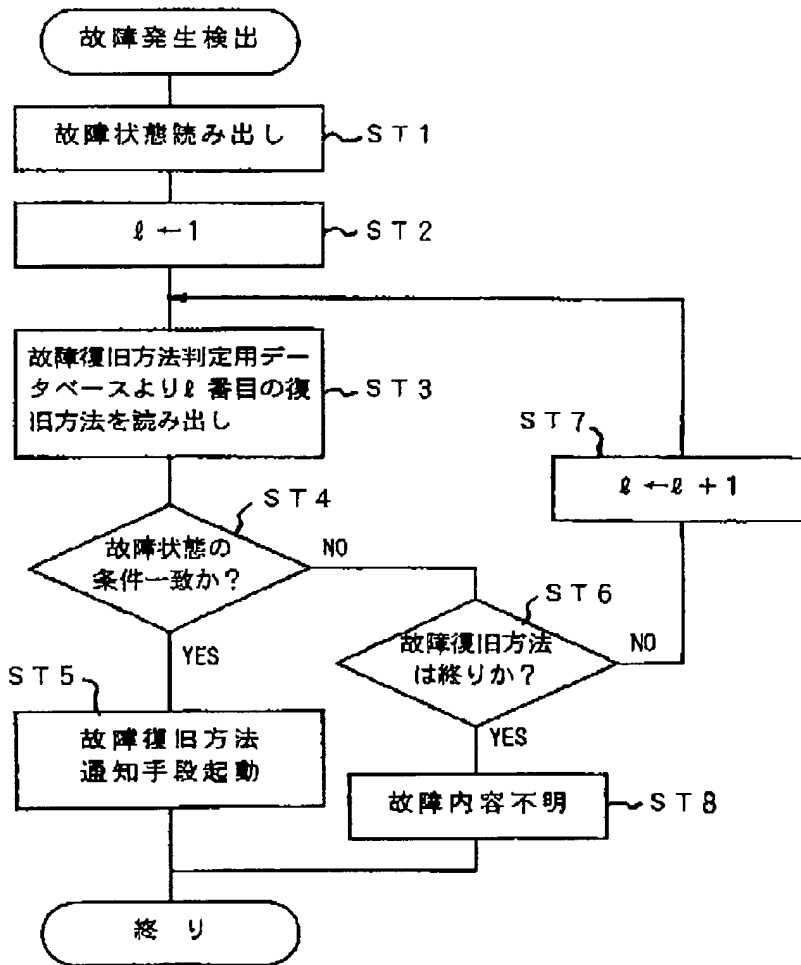 故障発生検出
故障状態読み出し
ST1
ℓ ←1
ST2
故障復旧方法判定用デー
タベースよりℓ 番目の復
旧方法を読み出し
ST3
ST7
ℓ ←ℓ +1
ST4
故障状態の
条件一致か?
NO
YES
ST6
故障復旧方法
は終りか?
NO
YES
ST5
故障復旧方法
通知手段起動
故障内容不明
ST8
終り